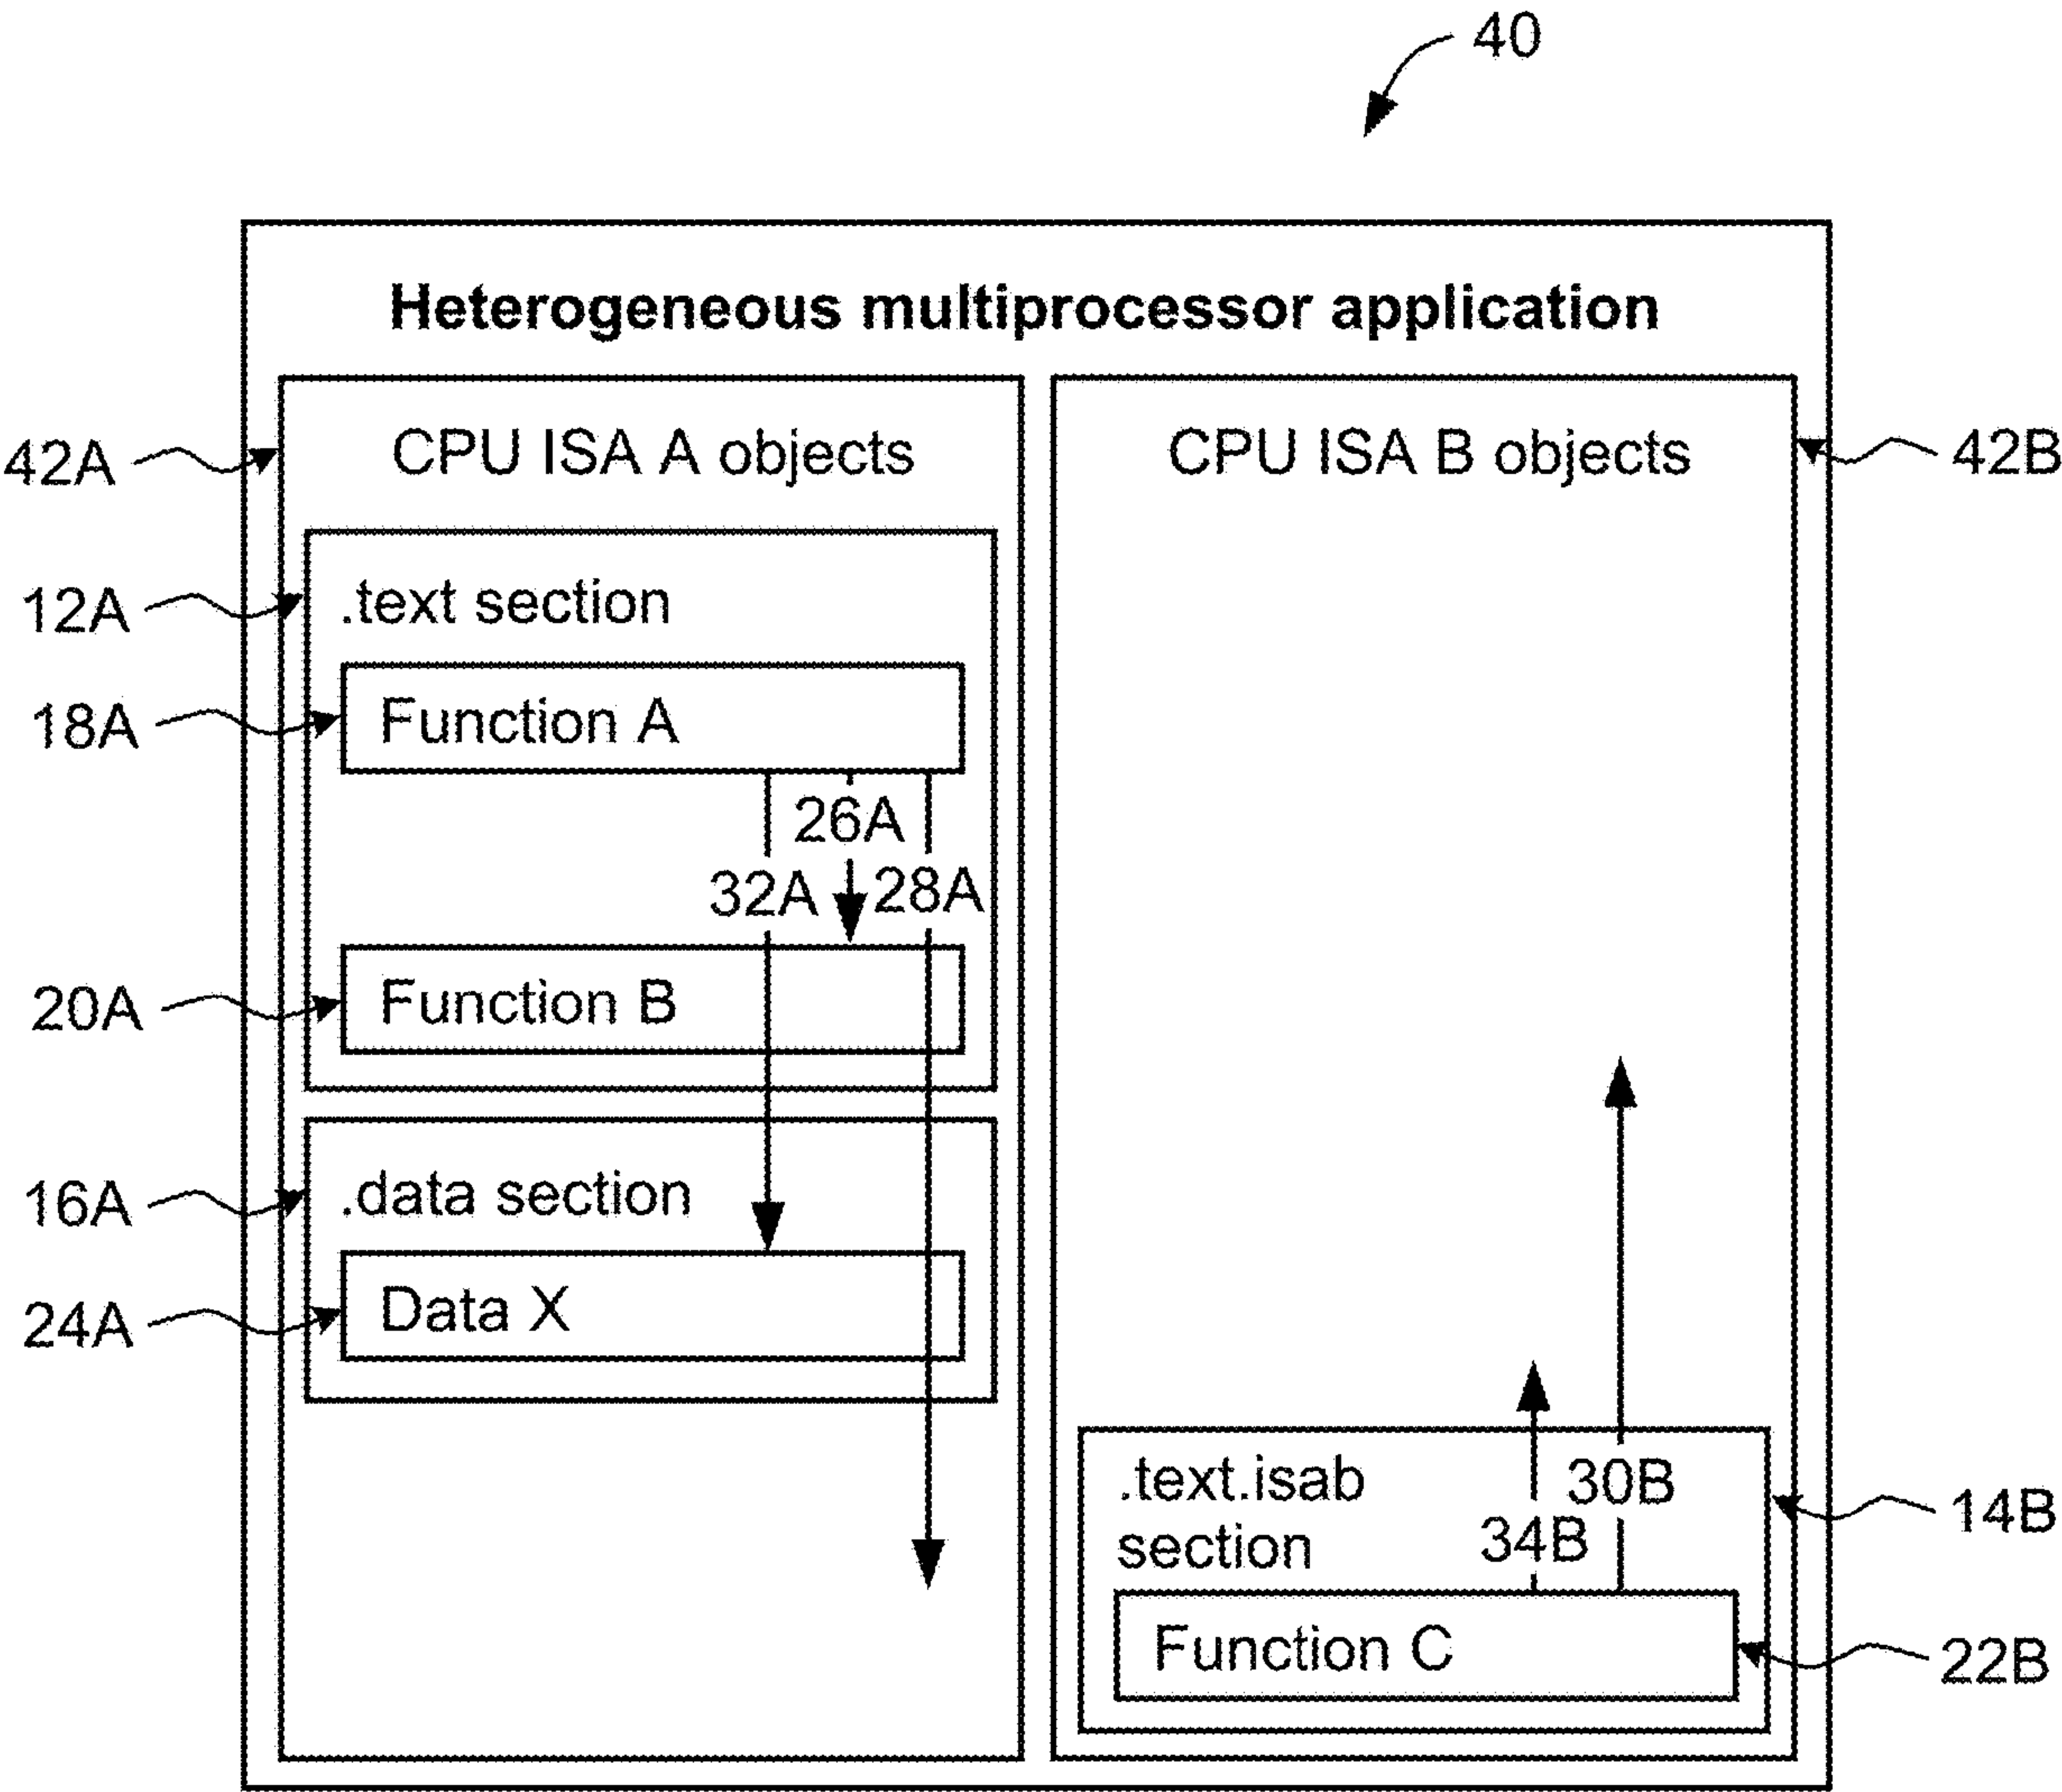 40
Heterogeneous multiprocessor application
CPU ISA A objects
CPU ISA B objects
42A
42B
12A
.text section
18A
Function A
26A
32A
28A
20A
Function B
16A
.data section
24A
Data X
.text.isab
section
30B
34B
14B
Function C
22B